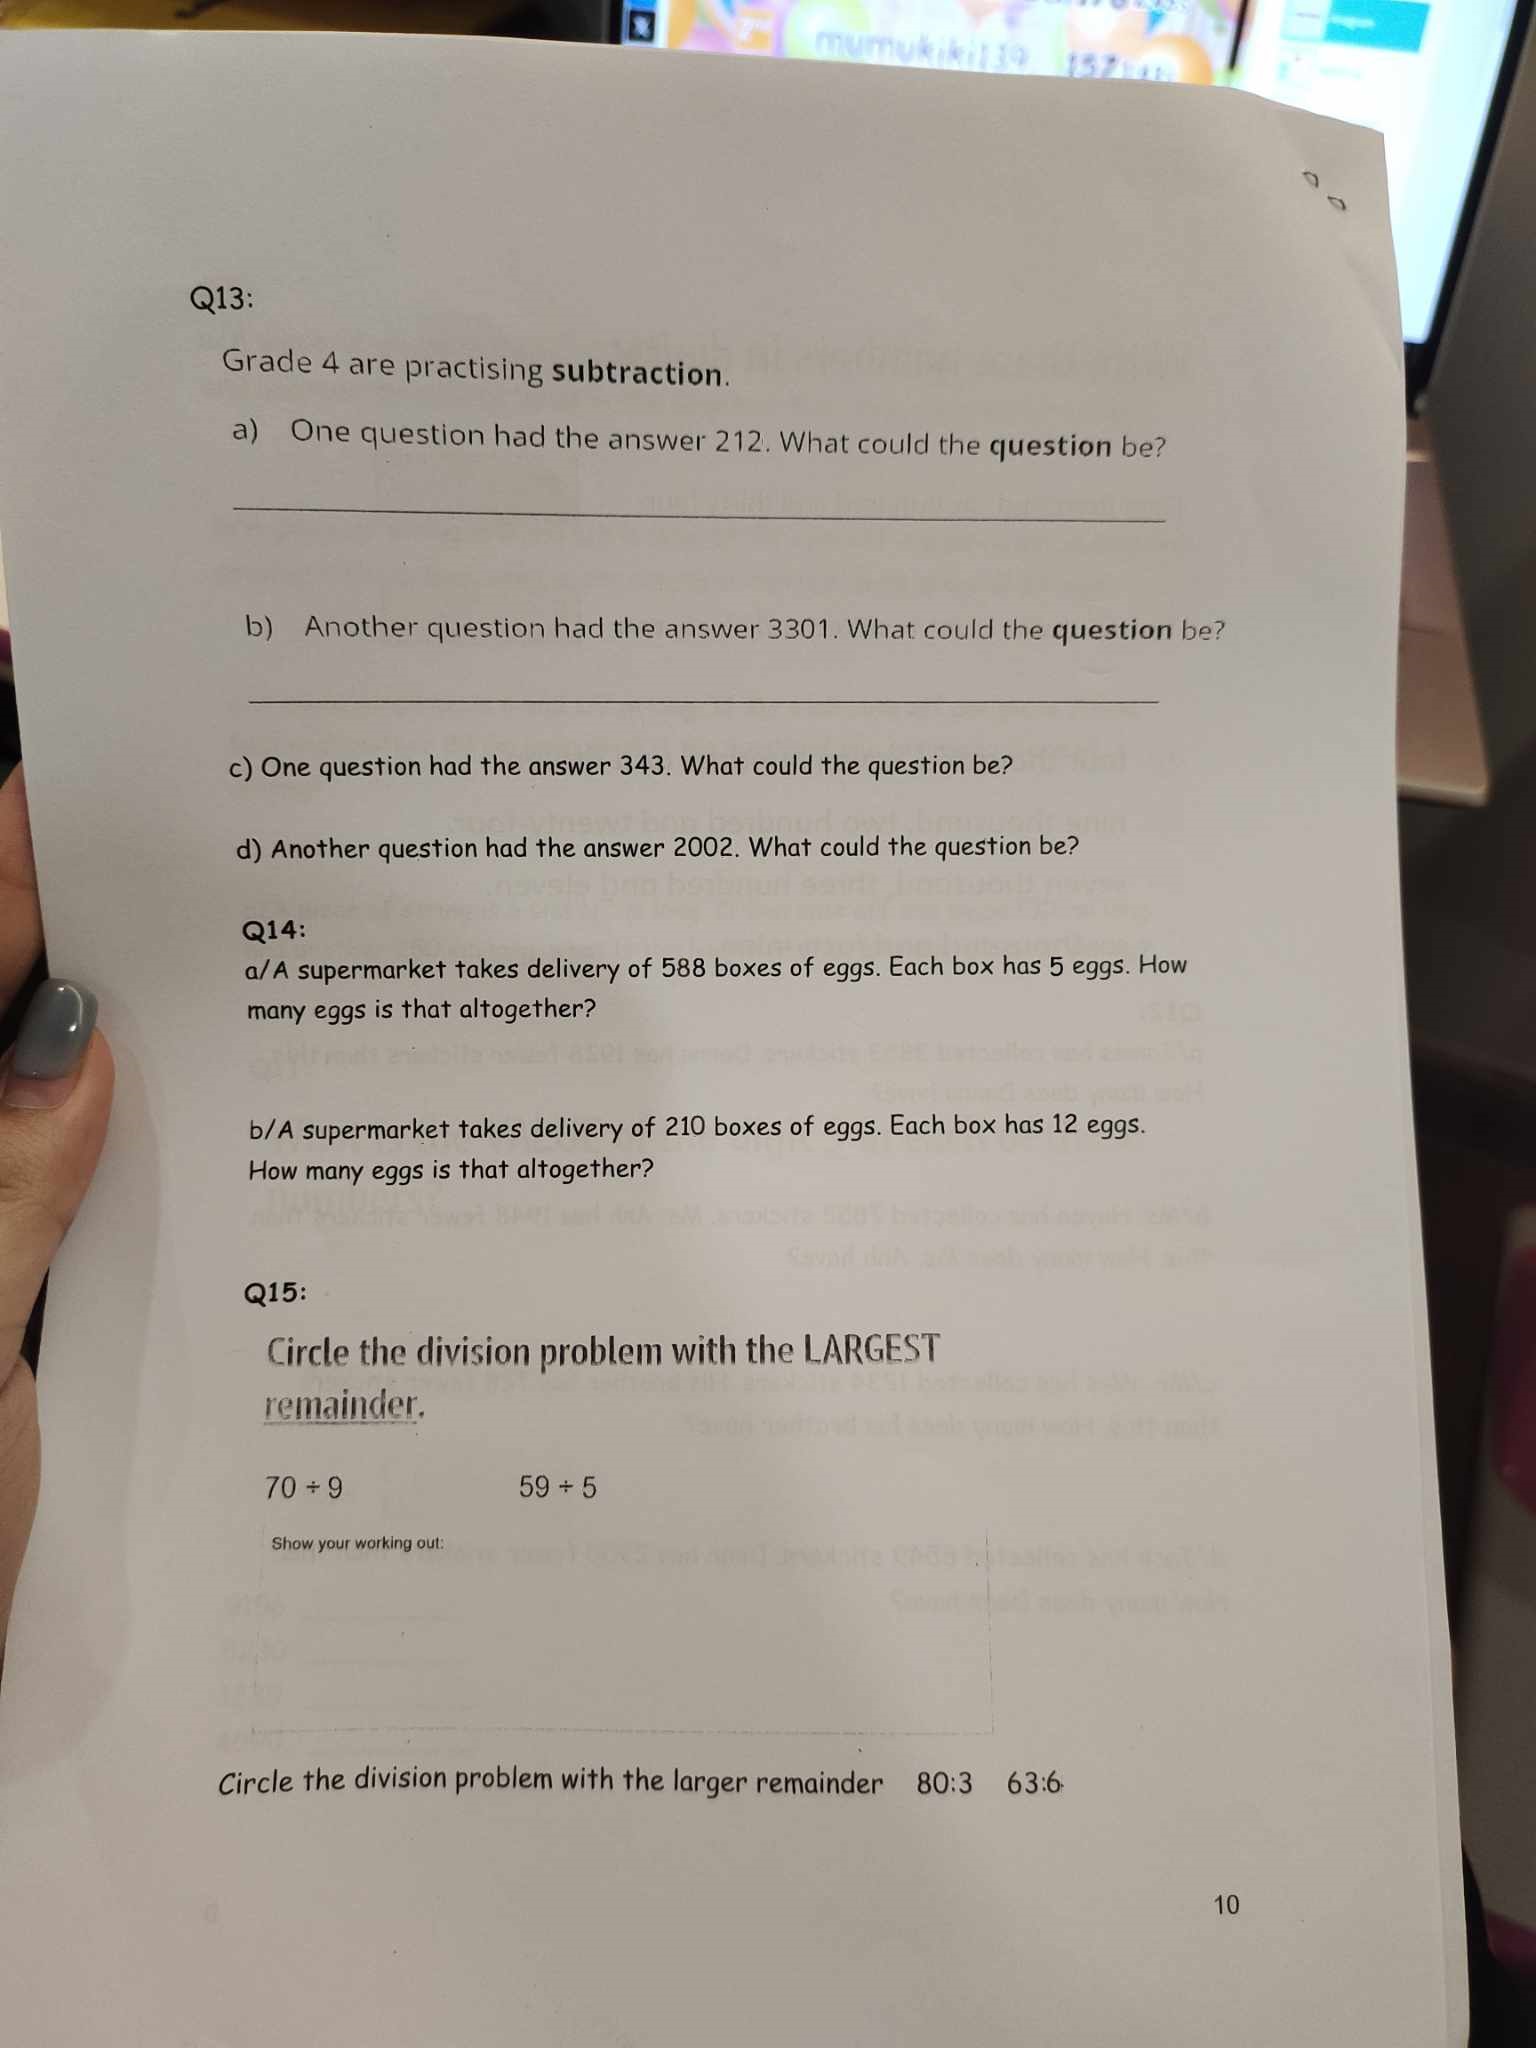 mumukiki139
Q13:
Grade 4 are practising subtraction.
a) One question had the answer 212. What could the question be?
b) Another question had the answer 3301. What could the question be?
c) One question had the answer 343. What could the question be?
d) Another question had the answer 2002. What could the question be?
Q14:
a/A supermarket takes delivery of 588 boxes of eggs. Each box has 5 eggs. How
many eggs is that altogether?
b/A supermarket takes delivery of 210 boxes of eggs. Each box has 12 eggs.
How many eggs is that altogether?
Q15:
Circle the division problem with the LARGEST
remainder.
70 ÷ 9 59 ÷ 5
Show your working out:
Circle the division problem with the larger remainder 80:3 63:6
10